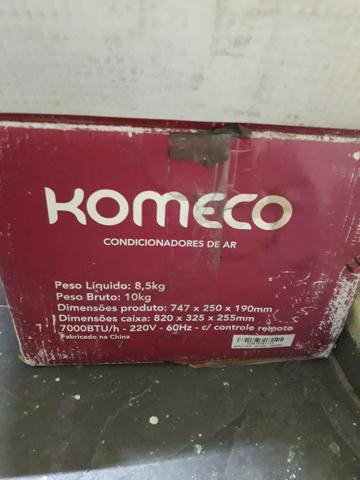 KOMECO
CONDICIONADORES DE AR
Peso Líquido: 8,5kg
Peso Bruto: 10kg
Dimensões produto: 747 x 250 x 190mm
Dimensões caixa: 820 x 325 x 255mm
7000BTU/h - 220V - 60Hz - c/ controle remoto
Fabricado na China